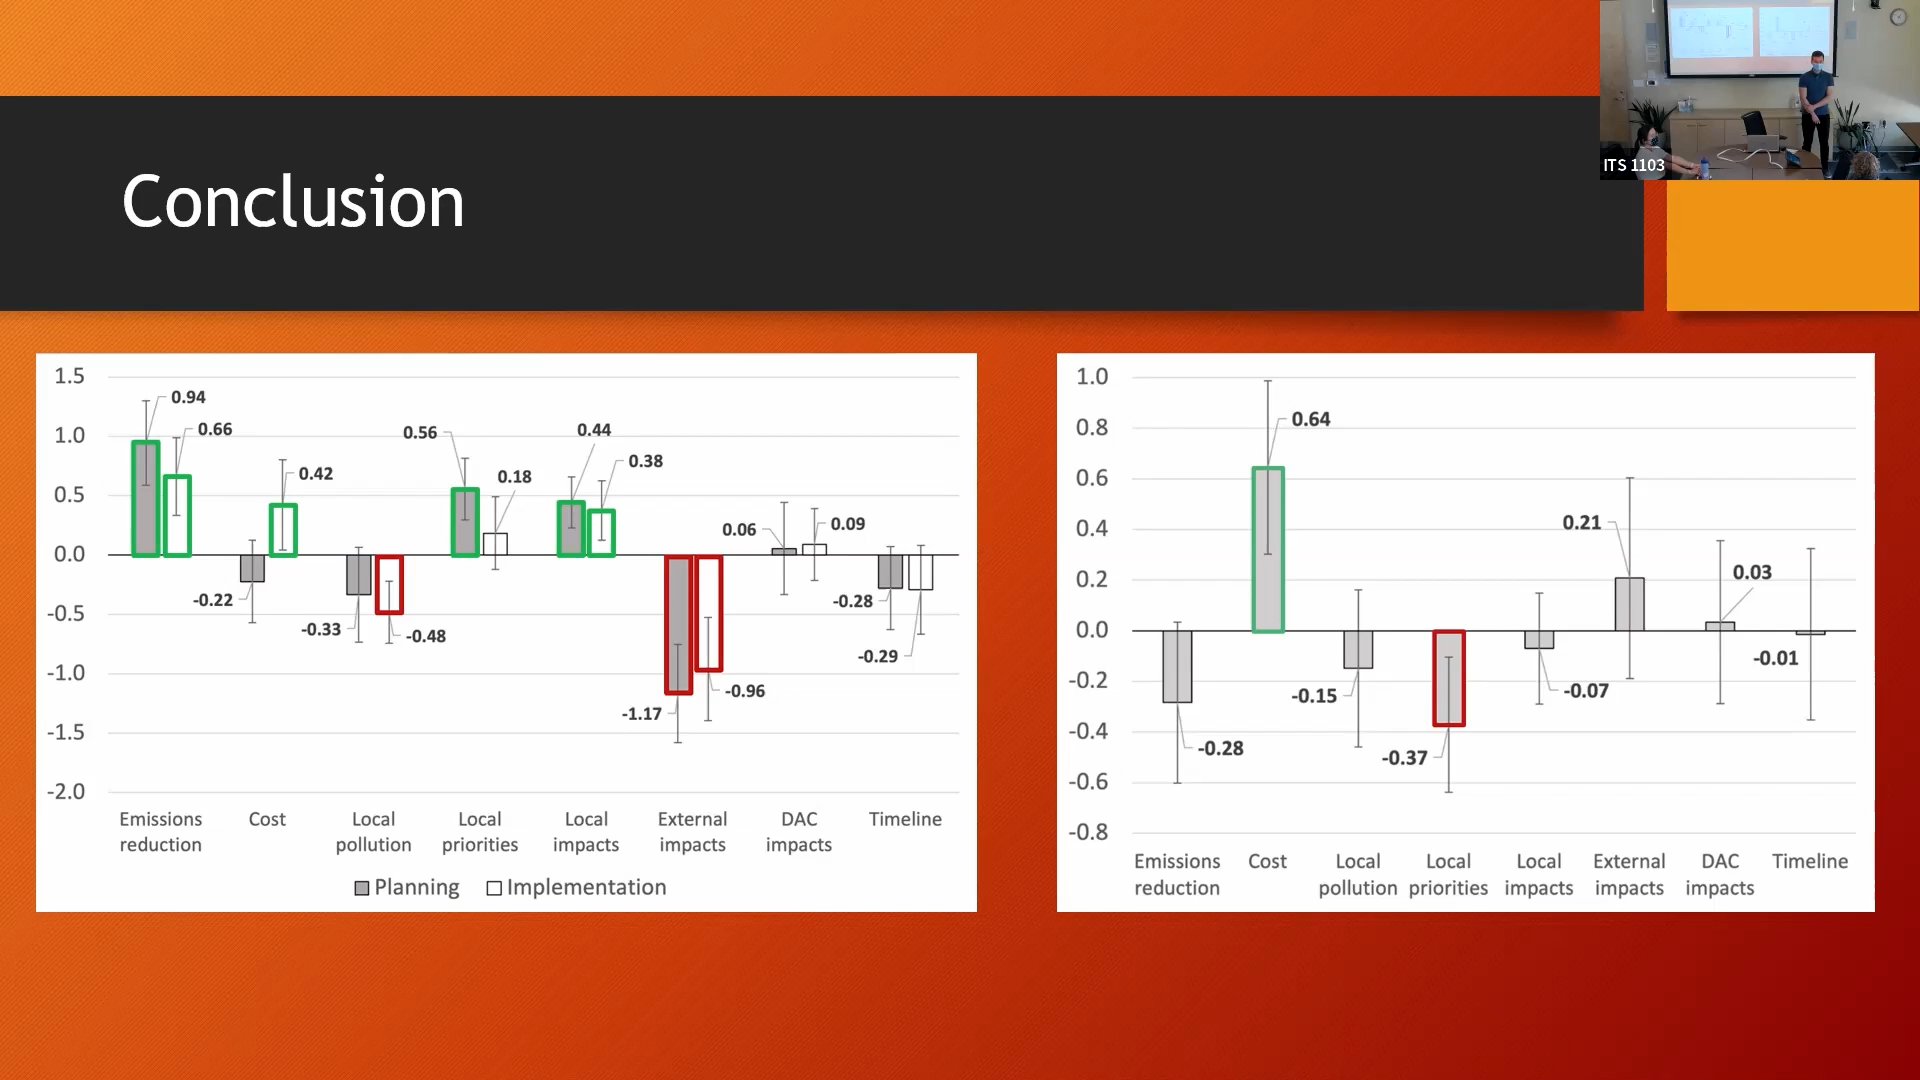 ITS 1103
Conclusion
1.5
1.0
0.5
0.0
-0.5
-1.0
-1.5
-2.0
0.94
0.66
0.42
-0.22
-0.33
-0.48
0.56
0.18
0.44
0.38
-1.17
-0.96
0.06
0.09
-0.28
-0.29
Emissions
reduction
Cost
Local
pollution
Local
priorities
Local
impacts
External
impacts
DAC
impacts
Timeline
Planning
Implementation
1.0
0.8
0.6
0.4
0.2
0.0
-0.2
-0.4
-0.6
-0.8
-0.28
0.64
-0.15
-0.37
-0.07
0.21
0.03
-0.01
Emissions
reduction
Cost
Local
pollution
Local
priorities
Local
impacts
External
impacts
DAC
impacts
Timeline